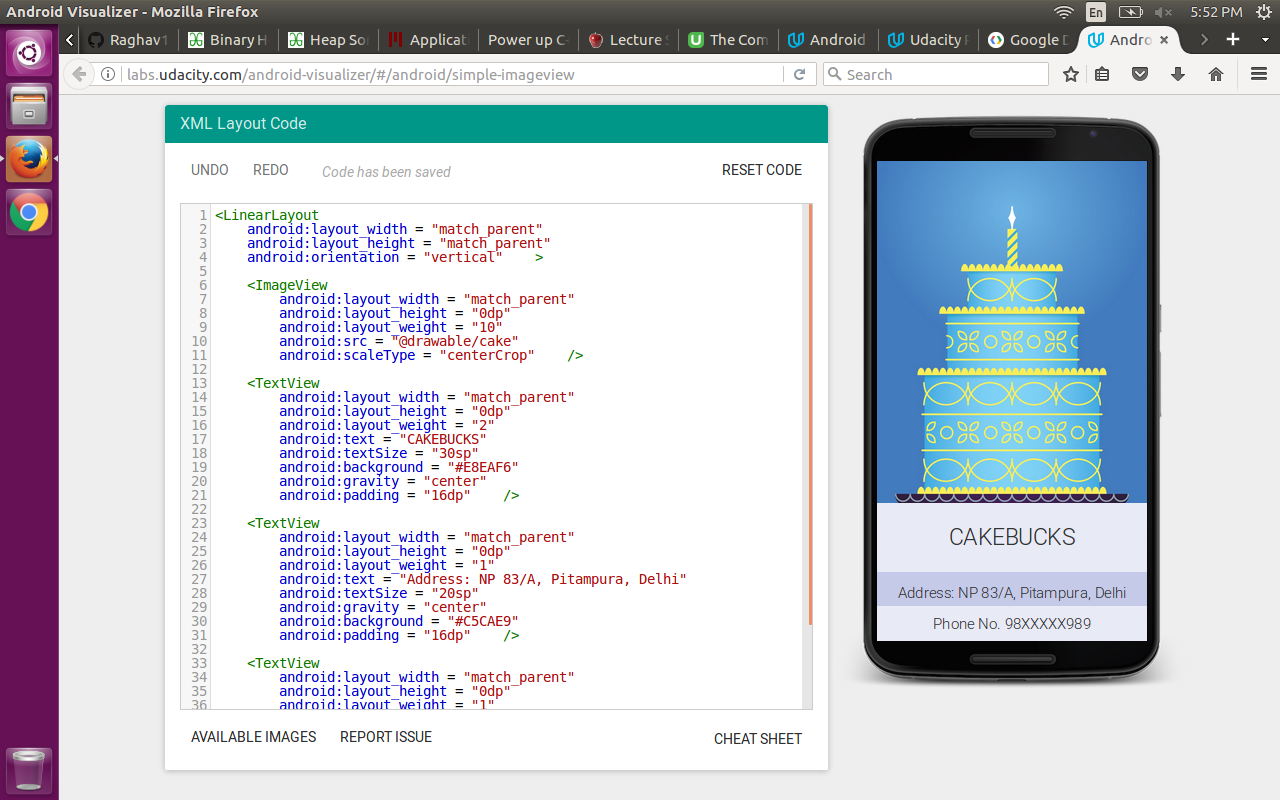 Android Visualizer - Mozilla Firefox
En
5:52 PM
Raghav1
Binary H
Heap So
Applicat
Power up C
Lecture S
The Com
Android
Udacity F
Google D
Andro
labs.udacity.com/android-visualizer/#/android/simple-imageview
Search
XML Layout Code
UNDO REDO Code has been saved RESET CODE
1 <LinearLayout
2 android:layout_width = "match_parent"
3 android:layout_height = "match_parent"
4 android:orientation = "vertical" >
5
6 <ImageView
7 android:layout_width = "match_parent"
8 android:layout_height = "0dp"
9 android:layout_weight = "10"
10 android:src = "@drawable/cake"
11 android:scaleType = "centerCrop" />
12
13 <TextView
14 android:layout_width = "match_parent"
15 android:layout_height = "0dp"
16 android:layout_weight = "2"
17 android:text = "CAKEBUCKS"
18 android:textSize = "30sp"
19 android:background = "#E8EAF6"
20 android:gravity = "center"
21 android:padding = "16dp" />
22
23 <TextView
24 android:layout_width = "match_parent"
25 android:layout_height = "0dp"
26 android:layout_weight = "1"
27 android:text = "Address: NP 83/A, Pitampura, Delhi"
28 android:textSize = "20sp"
29 android:gravity = "center"
30 android:background = "#C5CAE9"
31 android:padding = "16dp" />
32
33 <TextView
34 android:layout_width = "match_parent"
35 android:layout_height = "0dp"
36 android:layout_weight = "1"
AVAILABLE IMAGES REPORT ISSUE CHEAT SHEET
CAKEBUCKS
Address: NP 83/A, Pitampura, Delhi
Phone No. 98XXXXX989